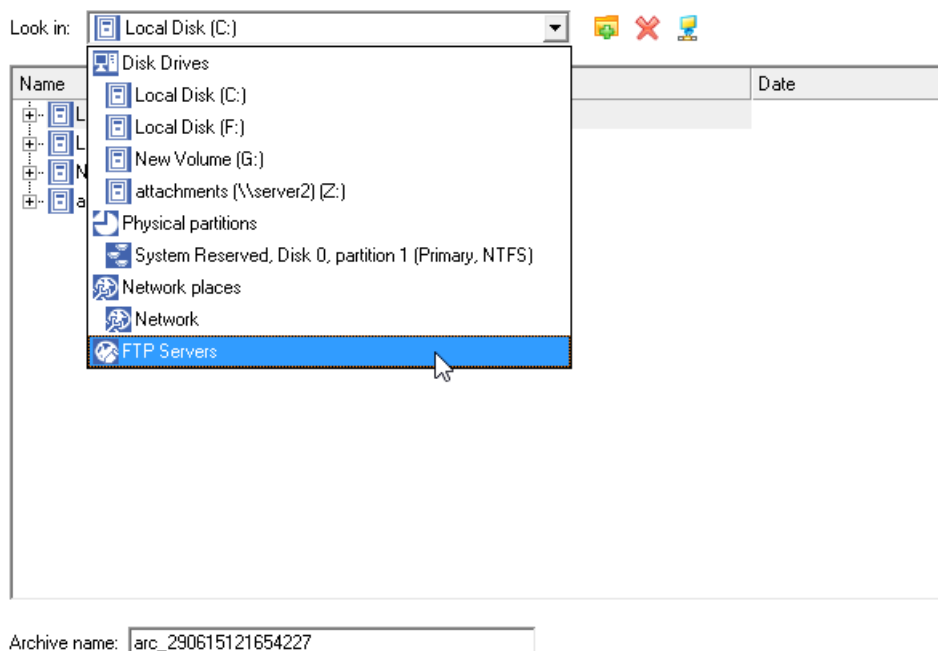 Look in: Local Disk (C:)
Disk Drives
Name Date
Local Disk (C:)
L
Local Disk (F:)
L
New Volume (G:)
N
attachments (\\server2) (Z:)
a
Physical partitions
System Reserved, Disk 0, partition 1 (Primary, NTFS)
Network places
Network
FTP Servers
Archive name: arc_290615121654227